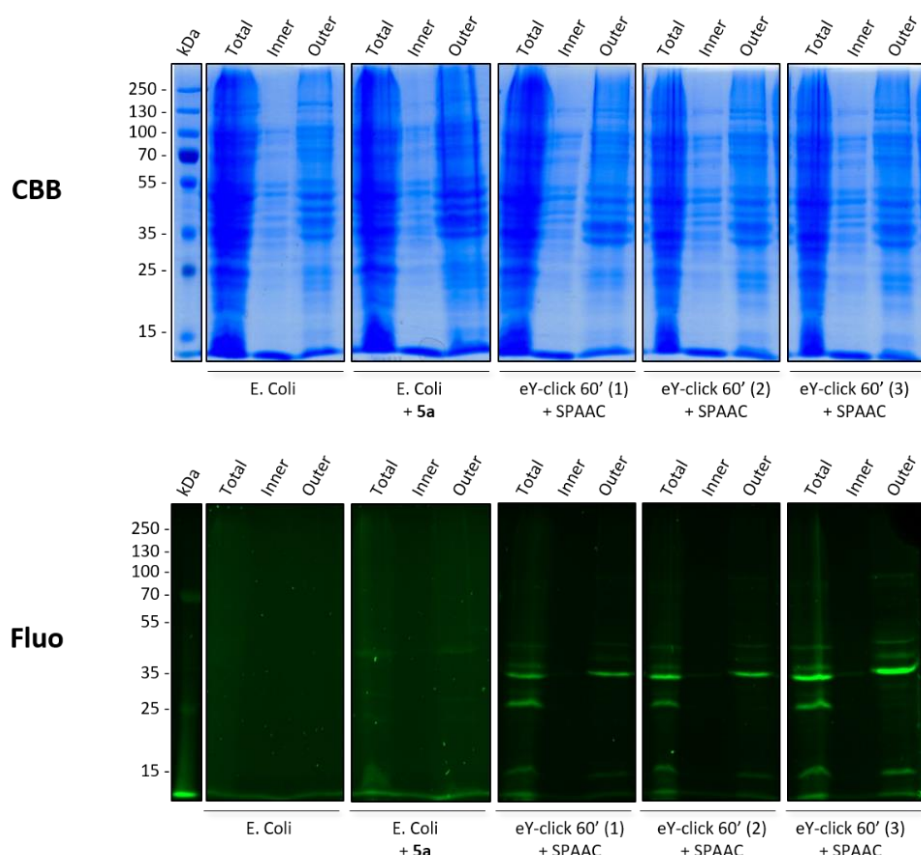 kDa Total Inner Outer Total Inner Outer Total Inner Outer Total Inner Outer Total Inner Outer
250 -
130 -
100 -
70 -
CBB
55 -
35 -
25 -
15 -
E. Coli
E. Coli
+ 5a
eY-click 60’ (1)
+ SPAAC
eY-click 60’ (2)
+ SPAAC
eY-click 60’ (3)
+ SPAAC
kDa Total Inner Outer Total Inner Outer Total Inner Outer Total Inner Outer Total Inner Outer
250 -
130 -
100 -
70 -
55 -
Fluo
35 -
25 -
15 -
E. Coli
E. Coli
+ 5a
eY-click 60’ (1)
+ SPAAC
eY-click 60’ (2)
+ SPAAC
eY-click 60’ (3)
+ SPAAC